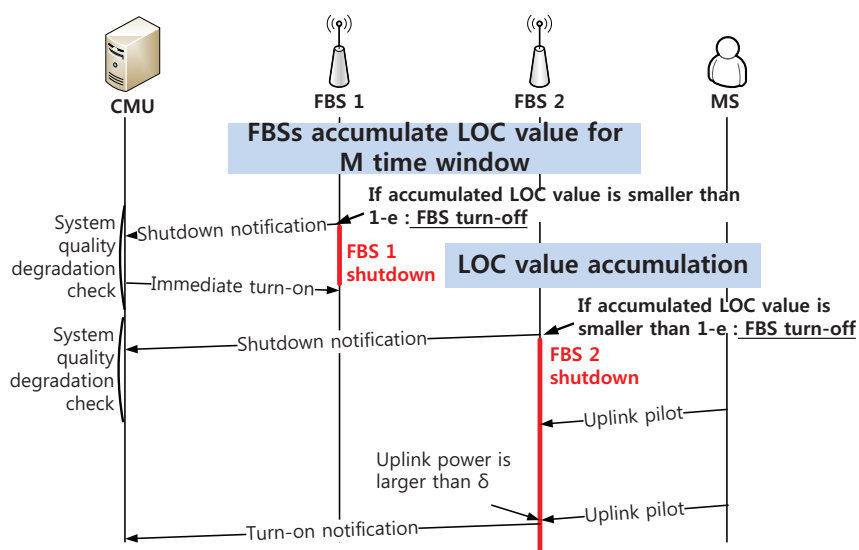 CMU
FBS 1
FBS 2
MS
FBSs accumulate LOC value for
M time window
If accumulated LOC value is smaller than
1-e : FBS turn-off
System
quality
degradation
check
Shutdown notification
FBS 1
shutdown
LOC value accumulation
Immediate turn-on
If accumulated LOC value is
smaller than 1-e : FBS turn-off
System
quality
degradation
check
Shutdown notification
FBS 2
shutdown
Uplink pilot
Uplink power is
larger than δ
Uplink pilot
Turn-on notification